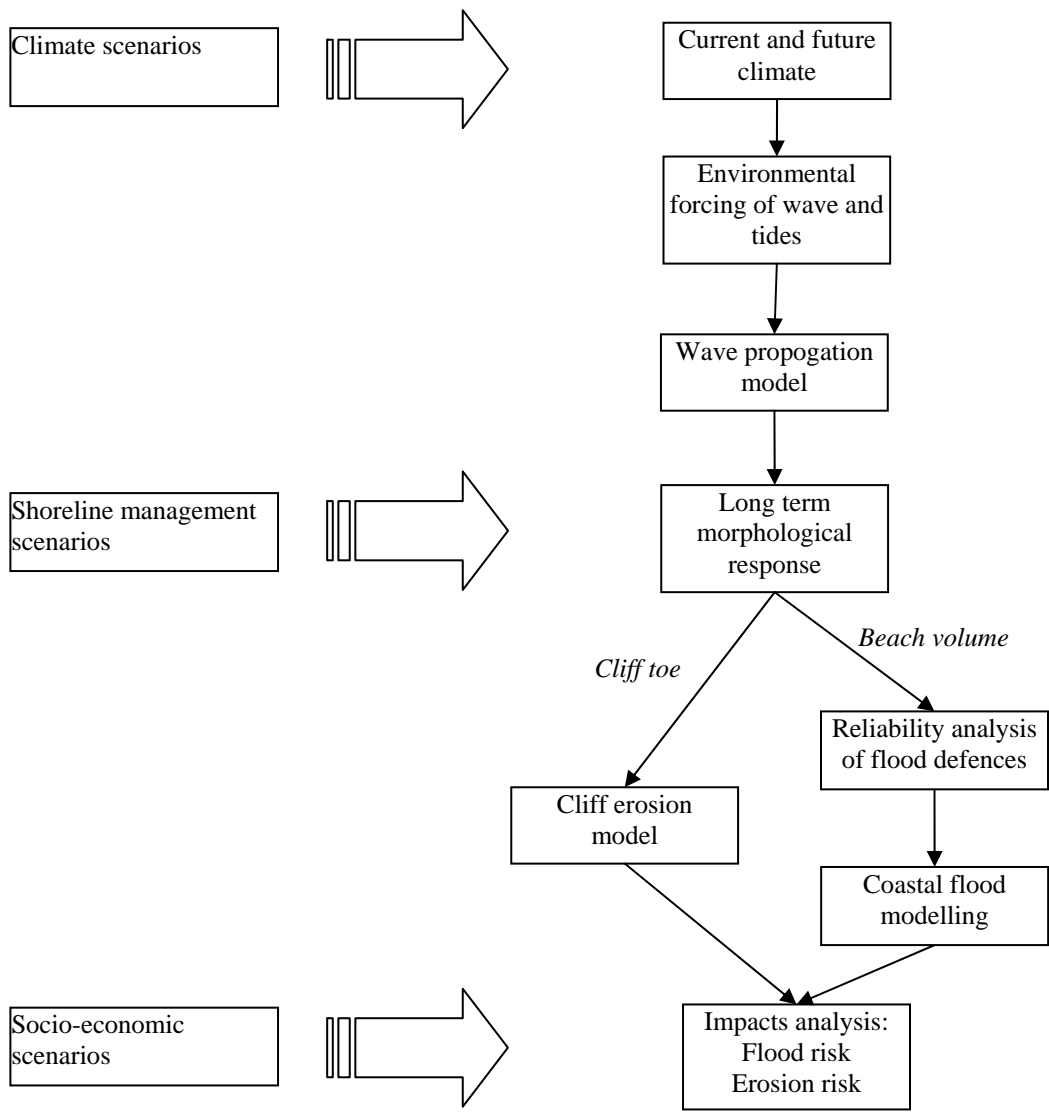 Climate scenarios
Current and future
climate
Environmental
forcing of wave and
tides
Wave propogation
model
Shoreline management
scenarios
Long term
morphological
response
Beach volume
Cliff toe
Reliability analysis
of flood defences
Cliff erosion
model
Coastal flood
modelling
Socio-economic
scenarios
Impacts analysis:
Flood risk
Erosion risk